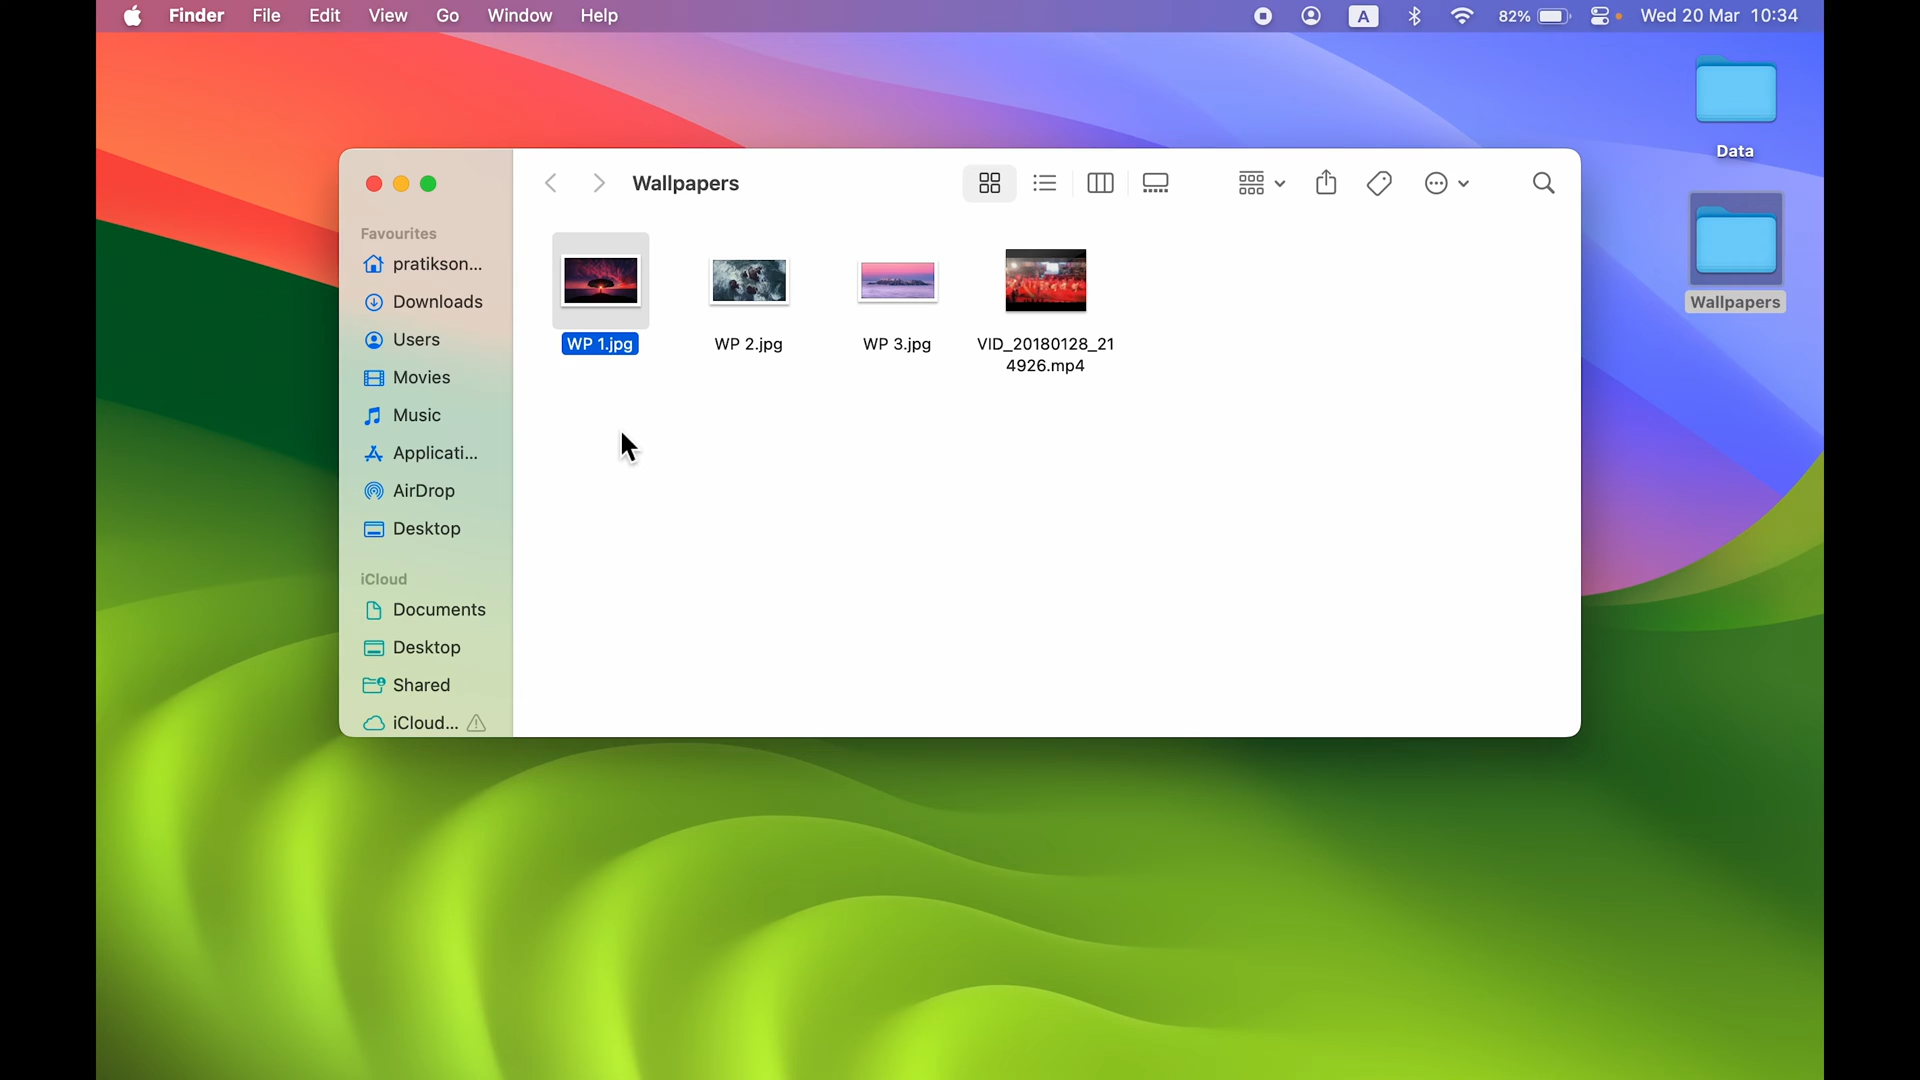 Finder File Edit View Go Window Help A 82% Wed 20 Mar 10:34
Data
Wallpapers
Wallpapers
Favourites
pratikson...
Downloads
Users
Movies
Music
Applicati...
AirDrop
Desktop
iCloud
Documents
Desktop
Shared
iCloud...
WP 1.jpg
WP 2.jpg
WP 3.jpg
VID_20180128_21
4926.mp4